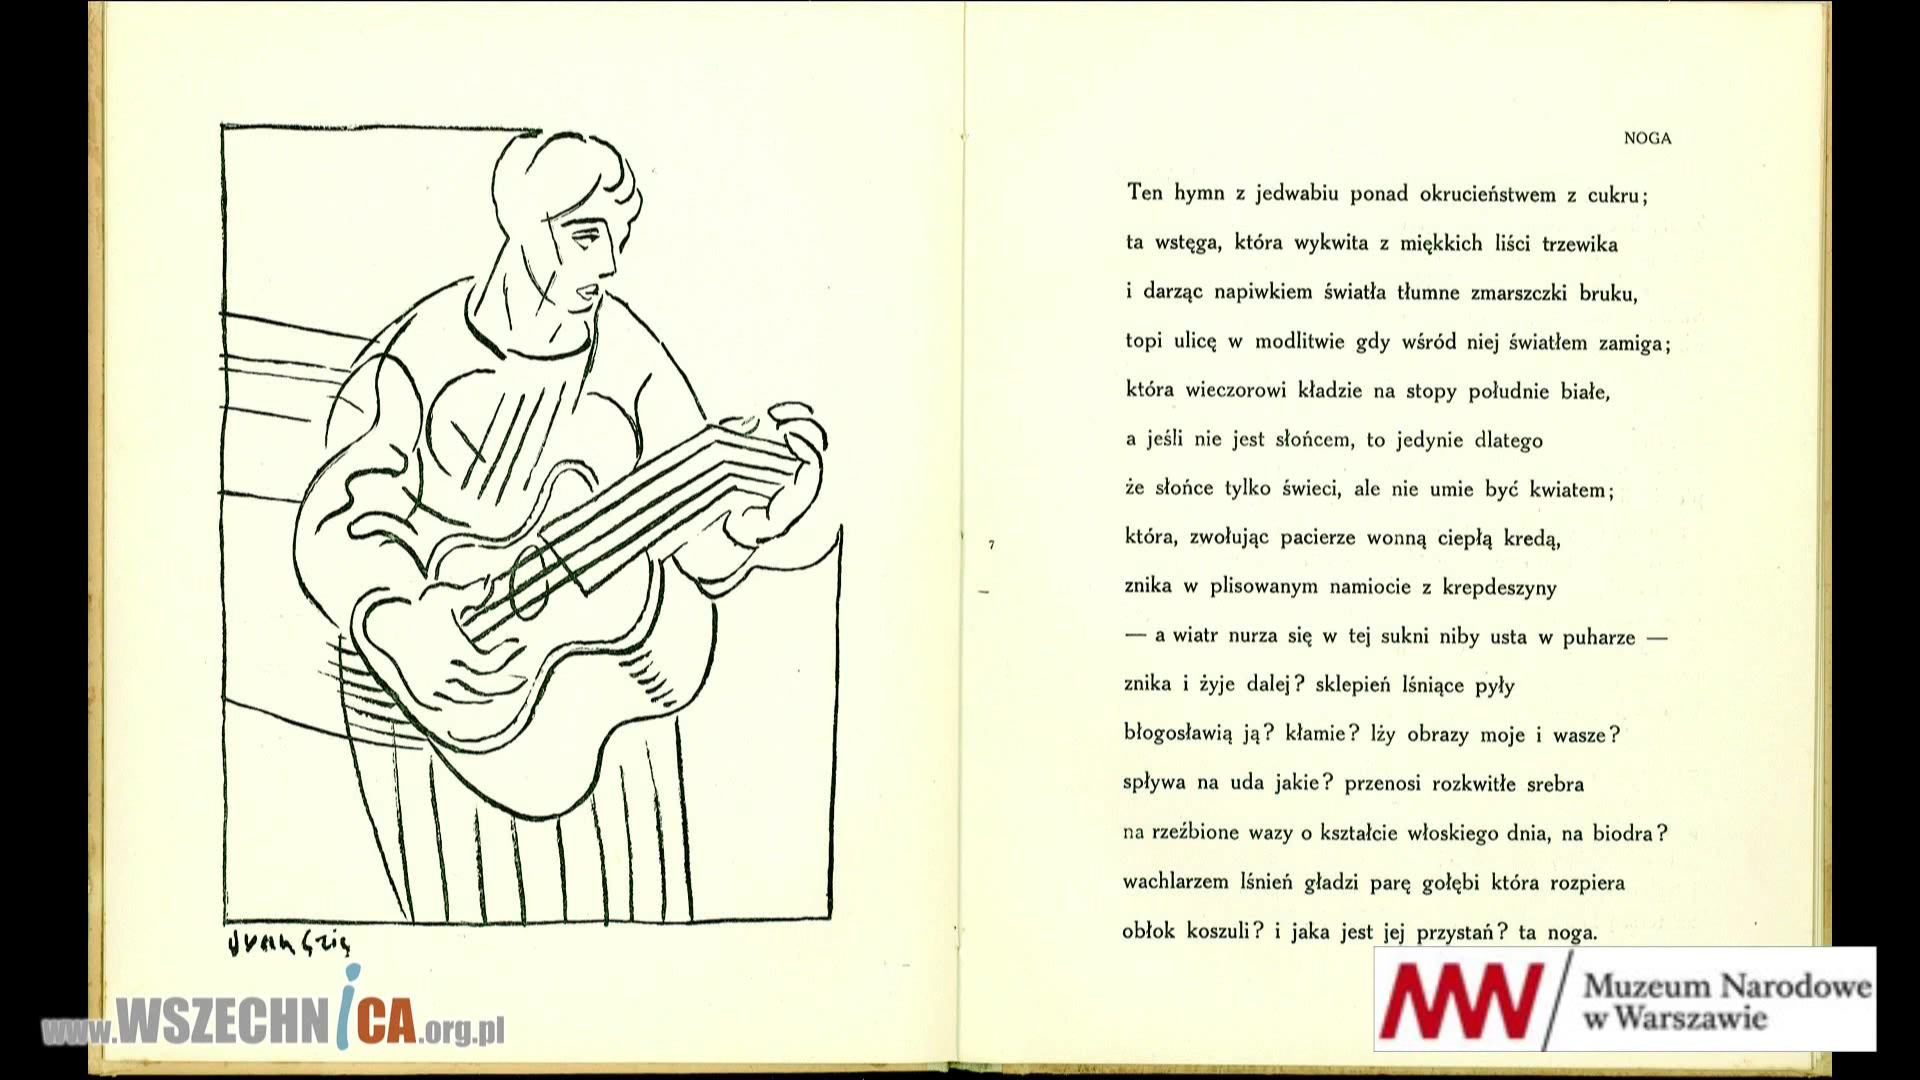 NOGA
Ten hymn z jedwabiu ponad okrucieństwem z cukru;
ta wstęga, która wykwita z miękkich liści trzewika
i darząc napiwkiem światła tłumne zmarszczki bruku,
topi ulicę w modlitwie gdy wśród niej światłem zamiga;
która wieczorowi kładzie na stopy południe białe,
a jeśli nie jest słońcem, to jedynie dlatego
że słońce tylko świeci, ale nie umie być kwiatem;
która, zwołując pacierze wonną ciepłą kredą,
znika w plisowanym namiocie z krepdeszyny
— a wiatr nurza się w tej sukni niby usta w puharze —
znika i żyje dalej? sklepień lśniące pyły
błogosławią ją? kłamie? lży obrazy moje i wasze?
spływa na uda jakie? przenosi rozkwitłe srebra
na rzeźbione wazy o kształcie włoskiego dnia, na biodra?
wachlarzem lśnień gładzi parę gołębi która rozpiera
obłok koszuli? i jaka jest jej przystań? ta noga.
7
www.WSZECHNICA.org.pl
MNW
Muzeum Narodowe
w Warszawie